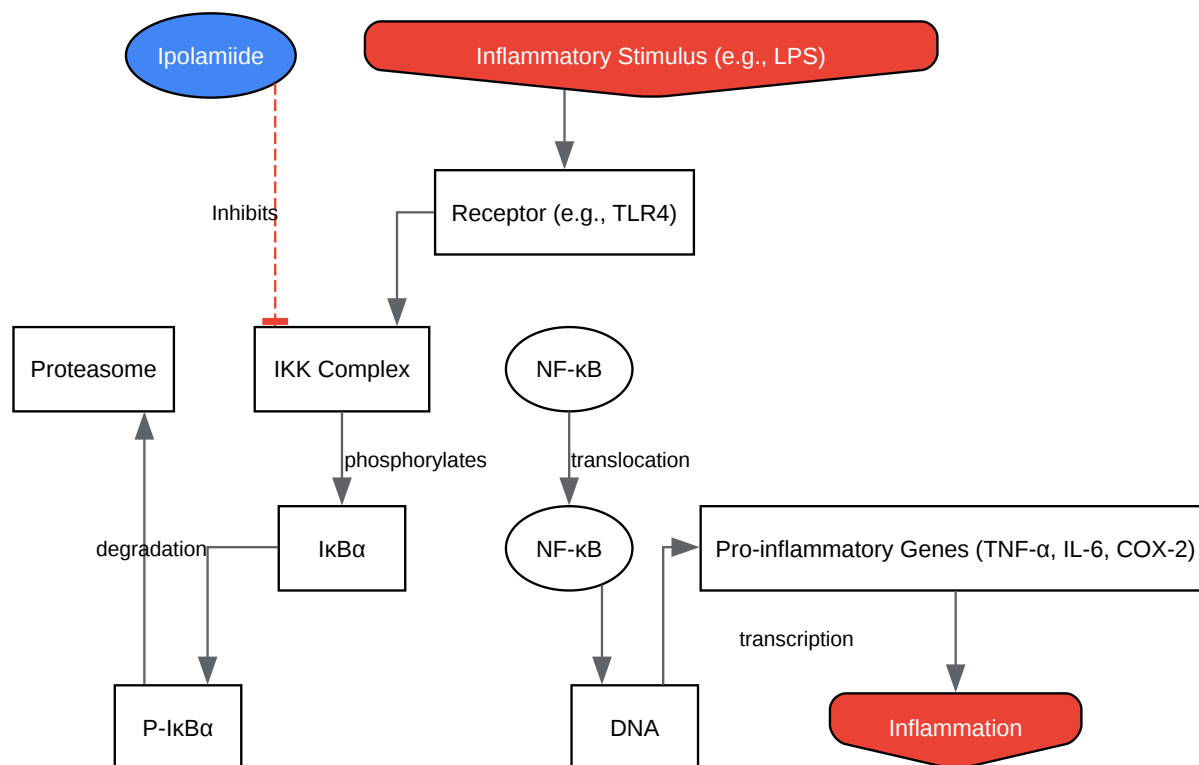 Ipolamiide
Inflammatory Stimulus (e.g., LPS)
Inhibits
Receptor (e.g., TLR4)
Proteasome
IKK Complex
NF-κB
phosphorylates
translocation
degradation
IκBα
NF-κB
Pro-inflammatory Genes (TNF-α, IL-6, COX-2)
transcription
P-IκBα
DNA
Inflammation